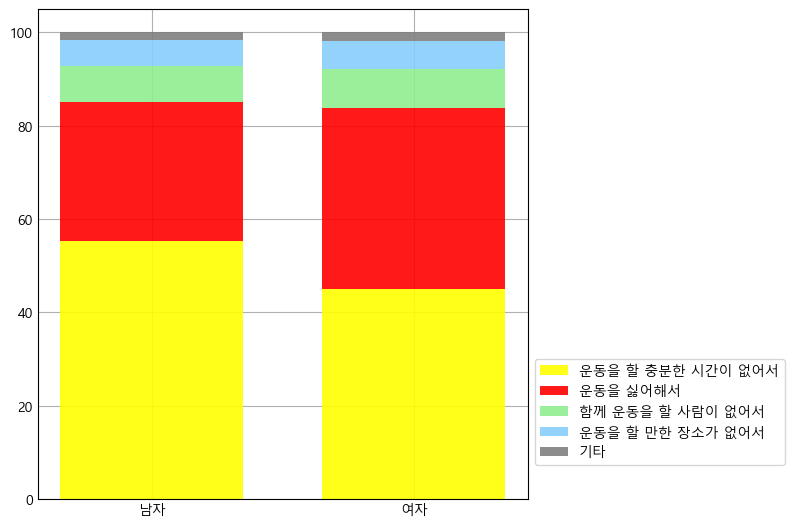 100
80
60
40
20
0
남자 여자
운동을 할 충분한 시간이 없어서
운동을 싫어해서
함께 운동을 할 사람이 없어서
운동을 할 만한 장소가 없어서
기타